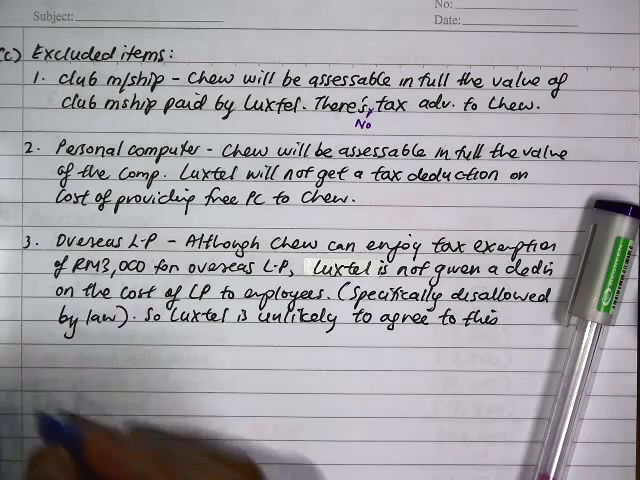 No:
Subject:
Date:
(c) Excluded items:
1. Club m/ship - Chew will be assessable in full the value of
club mship paid by Luxtel. There's No tax adv. to Chew.
2. Personal computer - Chew will be assessable in full the value
of the comp. Luxtel will not get a tax deduction on
cost of providing free PC to Chew.
3. Overseas L-P - Although Chew can enjoy tax exemption
of RM3,000 for overseas L-P, Luxtel is not given a dedn
on the cost of LP to employees. (Specifically disallowed
by law). So Luxtel is unlikely to agree to this